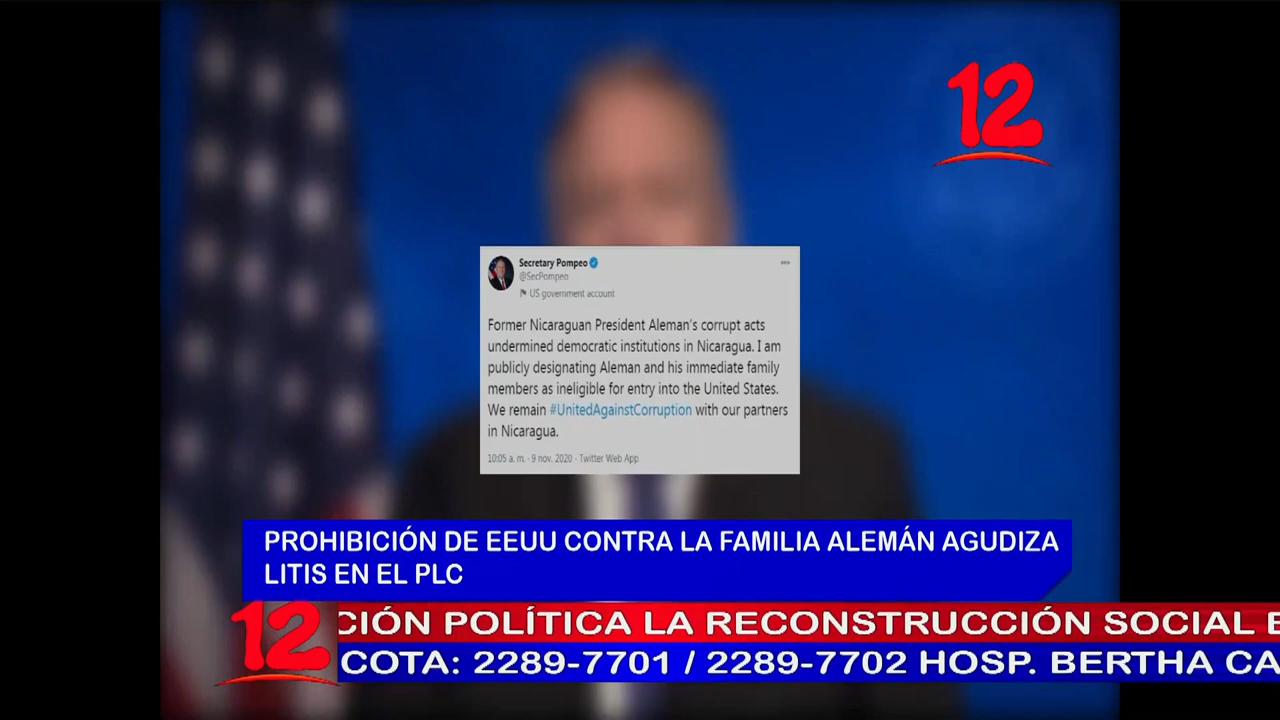 12
Secretary Pompeo
@SecPompeo
US government account
Former Nicaraguan President Aleman's corrupt acts
undermined democratic institutions in Nicaragua. I am
publicly designating Aleman and his immediate family
members as ineligible for entry into the United States.
We remain #UnitedAgainstCorruption with our partners
in Nicaragua.
10:05 a. m. · 9 nov. 2020 · Twitter Web App
PROHIBICIÓN DE EEUU CONTRA LA FAMILIA ALEMÁN AGUDIZA
LITIS EN EL PLC
12
CIÓN POLÍTICA LA RECONSTRUCCIÓN SOCIAL E
COTA: 2289-7701 / 2289-7702 HOSP. BERTHA CA